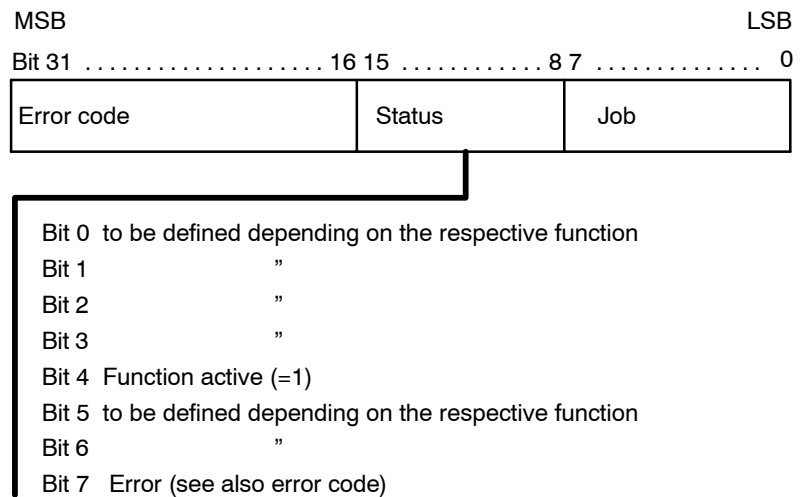 MSB LSB
Bit 31 . . . . . . . . . . . . . . . . . . . . 16 15 . . . . . . . . . . . . 8 7 . . . . . . . . . . . . . . 0
Error code Status Job
Bit 0 to be defined depending on the respective function
Bit 1 ”
Bit 2 ”
Bit 3 ”
Bit 4 Function active (=1)
Bit 5 to be defined depending on the respective function
Bit 6 ”
Bit 7 Error (see also error code)